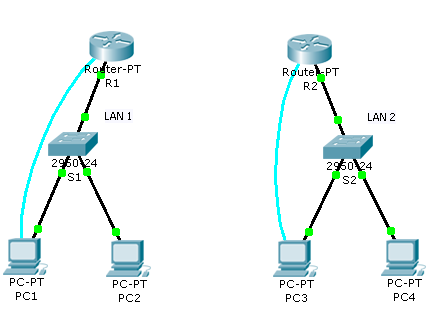 Router-PT
R1
LAN 1
2950-24
S1
PC-PT
PC1
PC-PT
PC2
Router-PT
R2
LAN 2
2950-24
S2
PC-PT
PC3
PC-PT
PC4